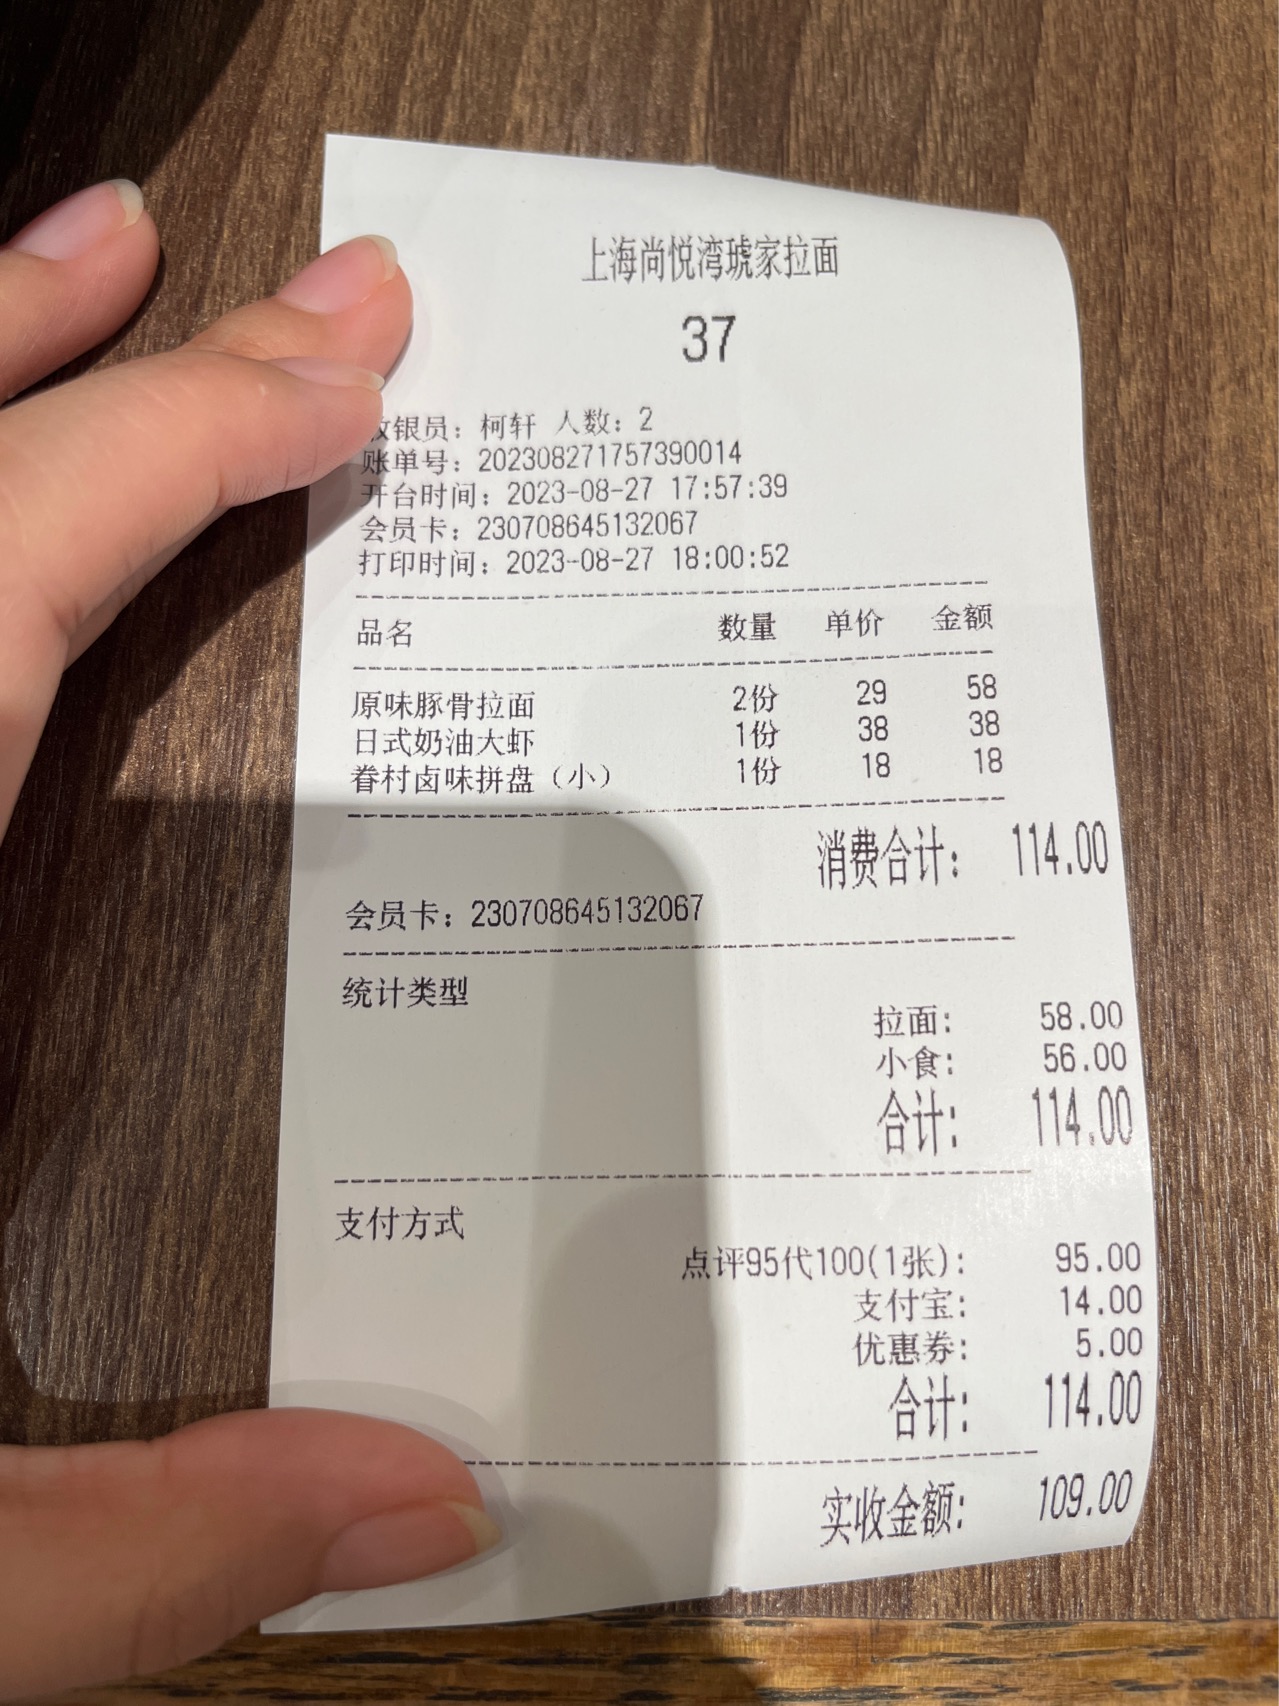 上海尚悦湾琥家拉面
37
收银员：柯轩 人数：2
账单号：202308271757390014
开台时间：2023-08-27 17:57:39
会员卡：230708645132067
打印时间：2023-08-27 18:00:52
品名 数量 单价 金额
原味豚骨拉面 2份 29 58
日式奶油大虾 1份 38 38
眷村卤味拼盘（小） 1份 18 18
消费合计： 114.00
会员卡：230708645132067
统计类型
拉面： 58.00
小食： 56.00
合计： 114.00
支付方式
点评95代100(1张)： 95.00
支付宝： 14.00
优惠券： 5.00
合计： 114.00
实收金额： 109.00